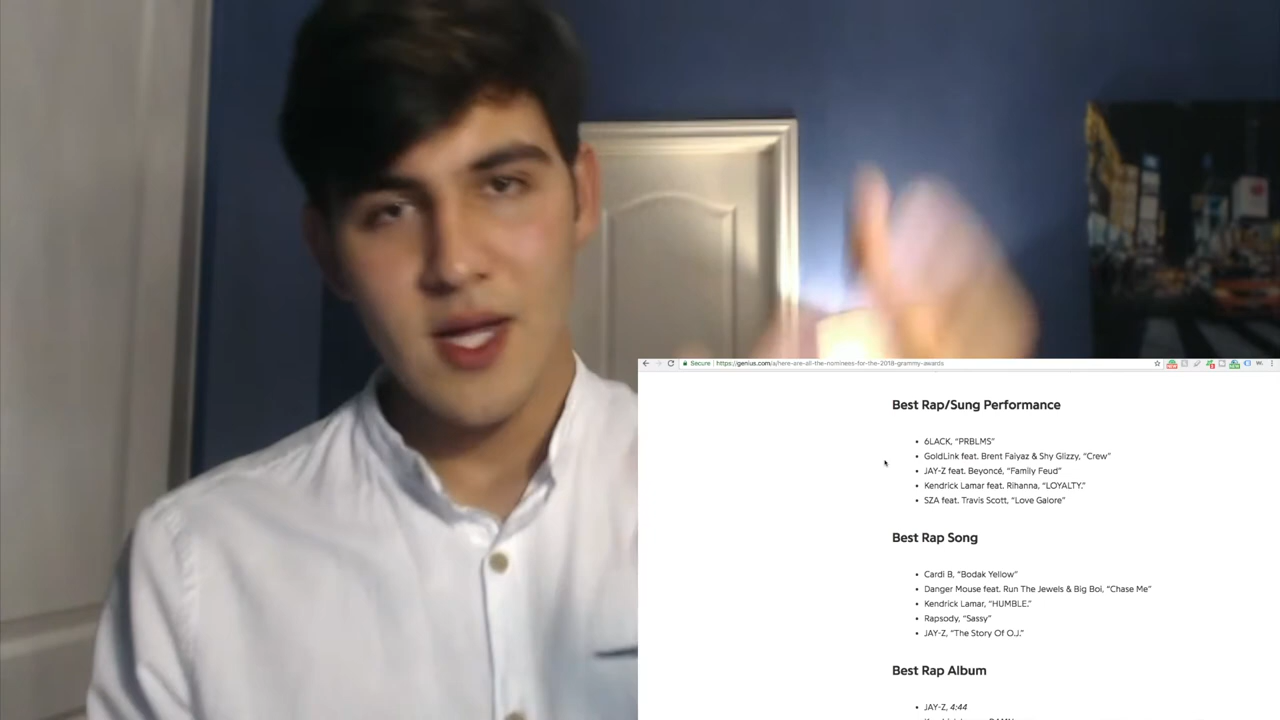 Secure https://genius.com/a/here-are-all-the-nominees-for-the-2018-grammy-awards
Best Rap/Sung Performance
• 6LACK, “PRBLMS”
• GoldLink feat. Brent Faiyaz & Shy Glizzy, “Crew”
• JAY-Z feat. Beyoncé, “Family Feud”
• Kendrick Lamar feat. Rihanna, “LOYALTY.”
• SZA feat. Travis Scott, “Love Galore”
Best Rap Song
• Cardi B, “Bodak Yellow”
• Danger Mouse feat. Run The Jewels & Big Boi, “Chase Me”
• Kendrick Lamar, “HUMBLE.”
• Rapsody, “Sassy”
• JAY-Z, “The Story Of O.J.”
Best Rap Album
• JAY-Z, 4:44